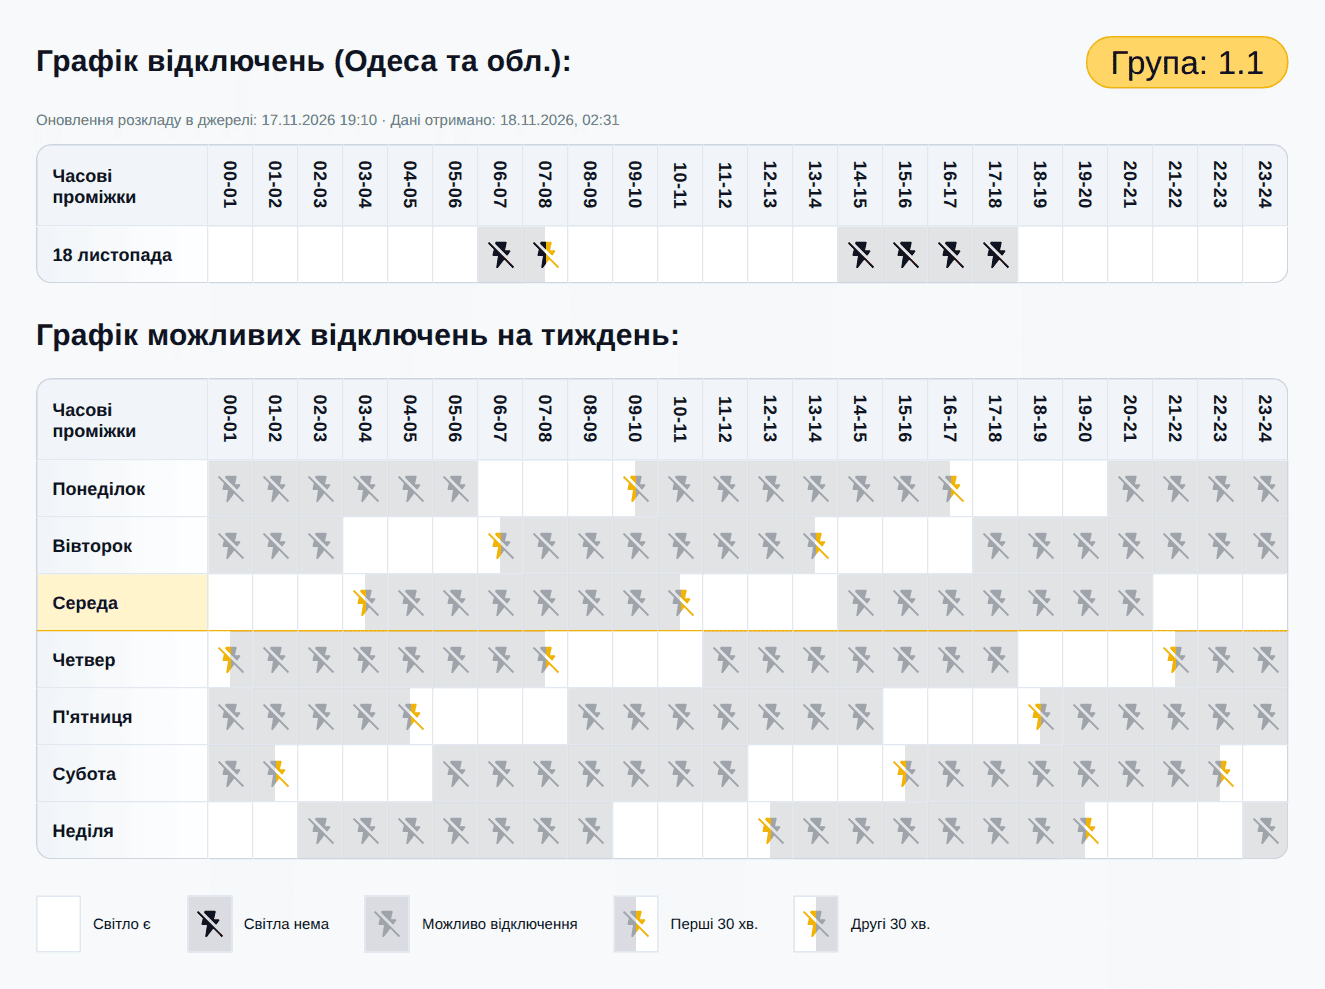 Графік відключень (Одеса та обл.):
Група: 1.1
Оновлення розкладу в джерелі: 17.11.2026 19:10 · Дані отримано: 18.11.2026, 02:31
Часові
проміжки
00-01 01-02 02-03 03-04 04-05 05-06 06-07 07-08 08-09 09-10 10-11 11-12 12-13 13-14 14-15 15-16 16-17 17-18 18-19 19-20 20-21 21-22 22-23 23-24
18 листопада
Графік можливих відключень на тиждень:
Часові
проміжки
00-01 01-02 02-03 03-04 04-05 05-06 06-07 07-08 08-09 09-10 10-11 11-12 12-13 13-14 14-15 15-16 16-17 17-18 18-19 19-20 20-21 21-22 22-23 23-24
Понеділок
Вівторок
Середа
Четвер
П'ятниця
Субота
Неділя
Світло є
Світла нема
Можливо відключення
Перші 30 хв.
Другі 30 хв.